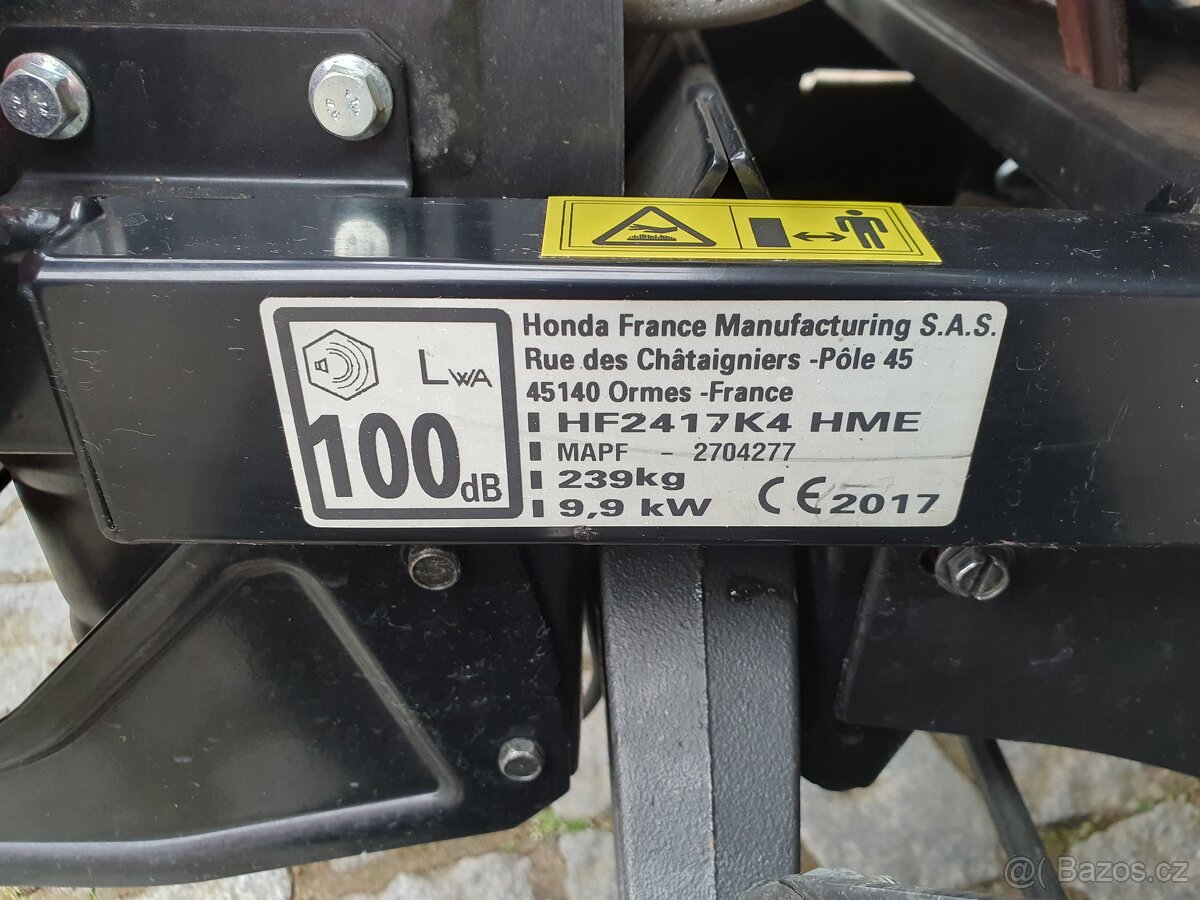 Honda France Manufacturing S.A.S.
Rue des Châtaigniers -Pôle 45
45140 Ormes -France
HF2417K4 HME
MAPF - 2704277
239kg
9,9 kW
CE 2017
LWA
100dB
Bazos.cz